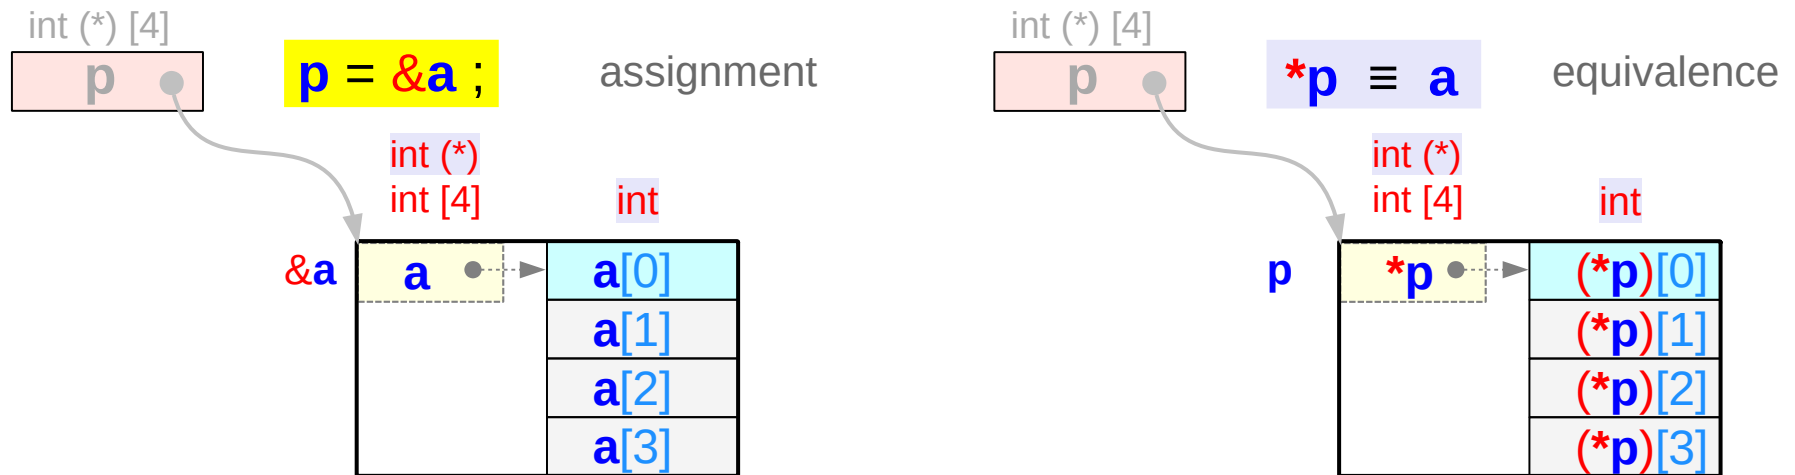 int (*) [4]
p
p = &a ;
assignment
int (*)
int [4]
int
&a
a
a[0]
a[1]
a[2]
a[3]
int (*) [4]
p
*p ≡ a
equivalence
int (*)
int [4]
int
p
*p
(*p)[0]
(*p)[1]
(*p)[2]
(*p)[3]